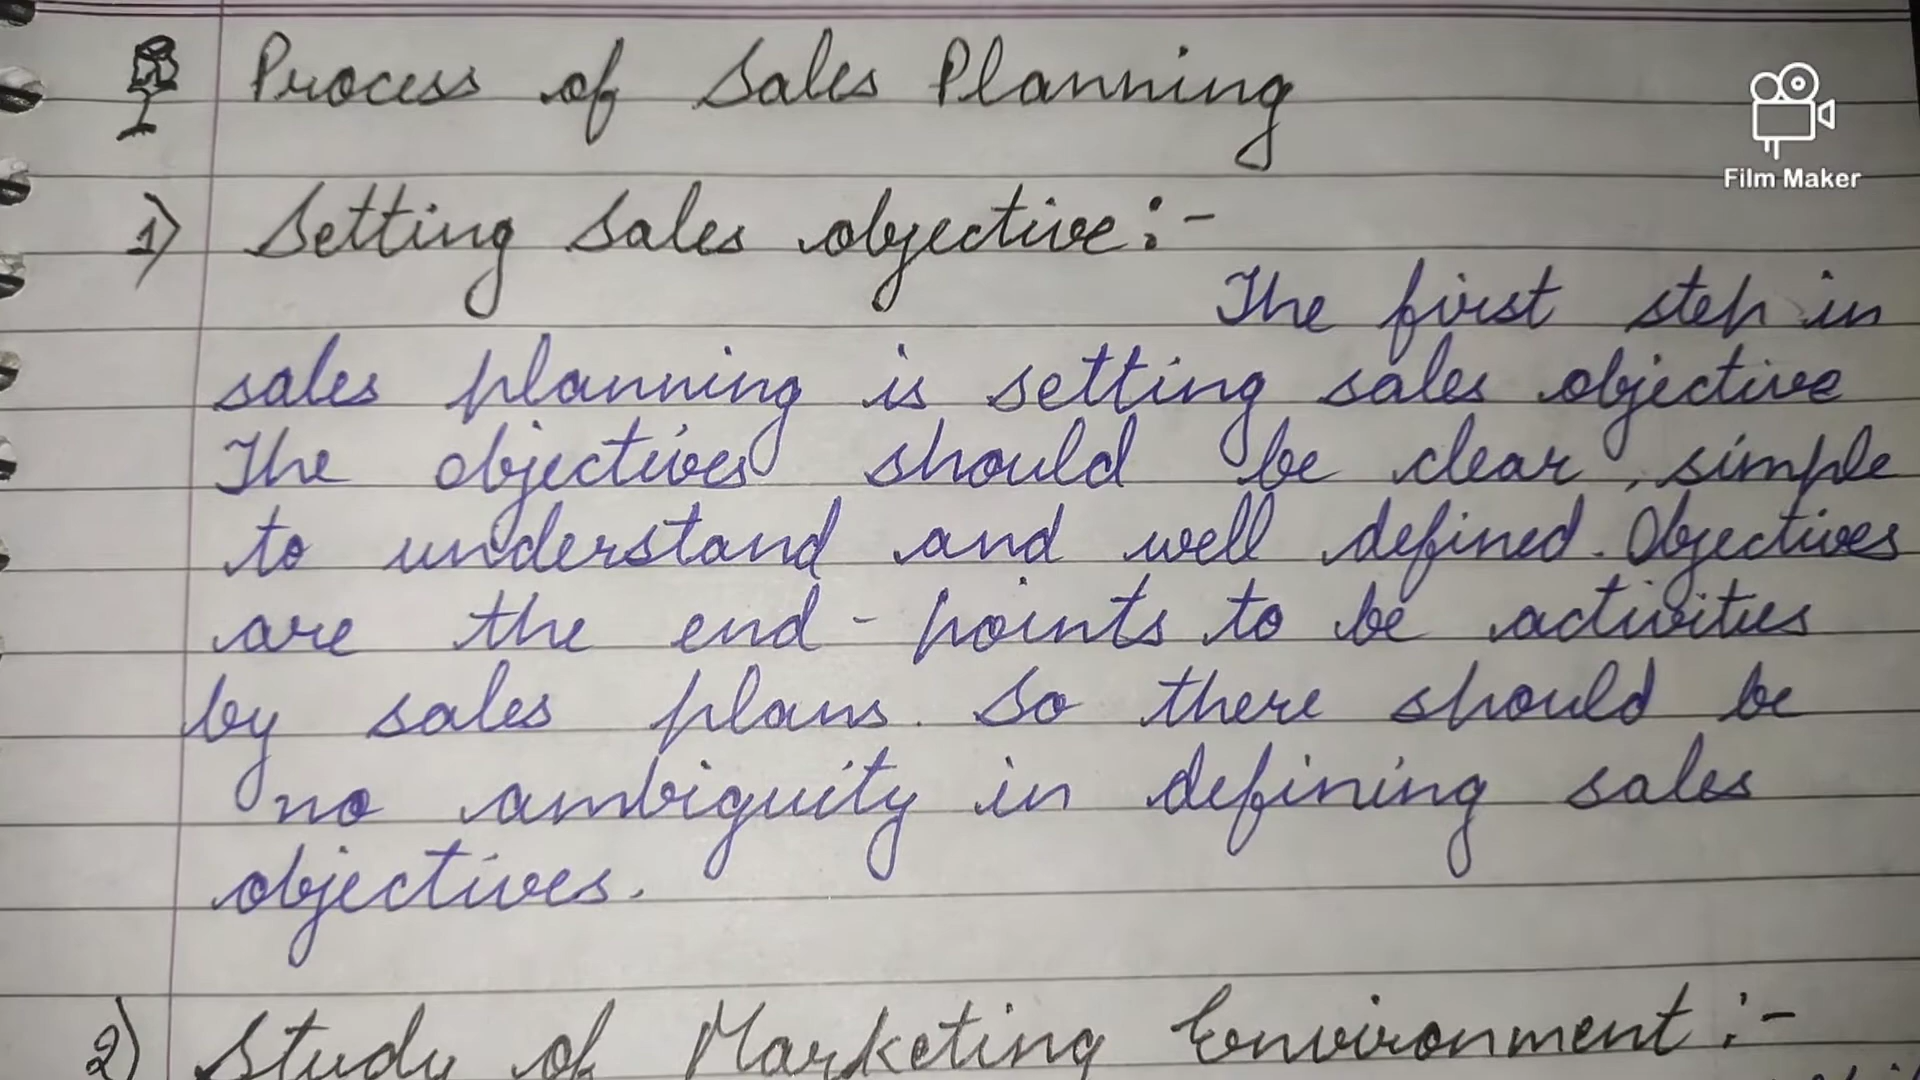 Process of Sales Planning
Film Maker
1) Setting Sales objective :-
The first step in
sales planning is setting sales objective
The objectives should be clear, simple
to understand and well defined. Objectives
are the end - points to be activities
by sales plans. So there should be
no ambiguity in defining sales
objectives.
2) Study of Marketing Environment :-